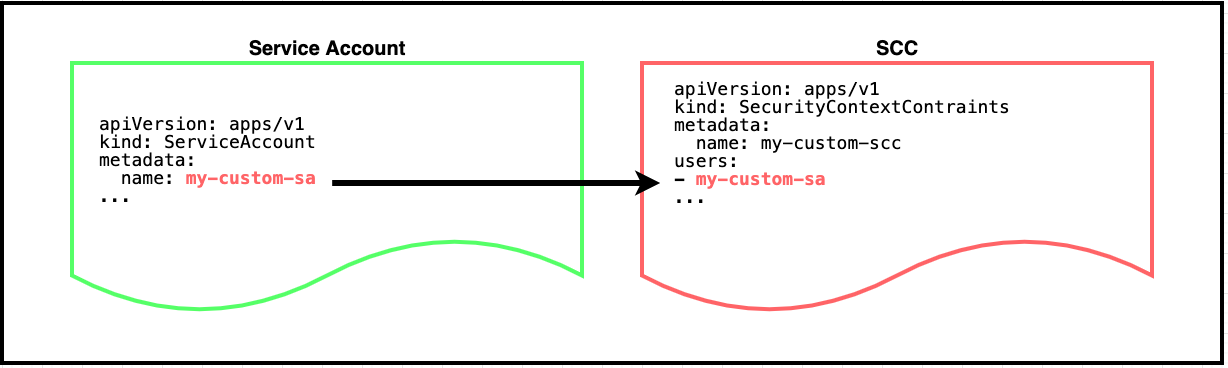 Service Account
apiVersion: apps/v1
kind: ServiceAccount
metadata:
  name: my-custom-sa
...
SCC
apiVersion: apps/v1
kind: SecurityContextContraints
metadata:
  name: my-custom-scc
users:
- my-custom-sa
...